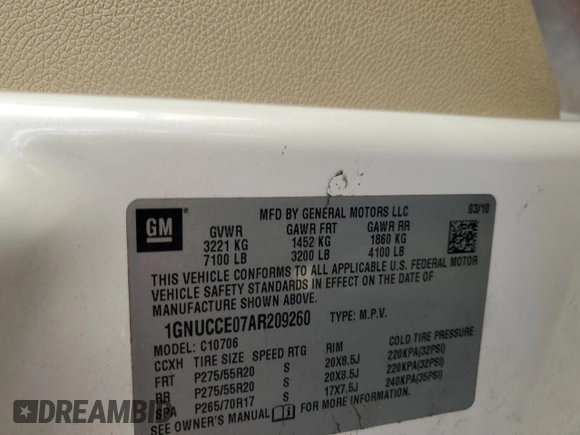 MFD BY GENERAL MOTORS LLC 03/10
GM
GVWR GAWR FRT GAWR RR
3221 KG 1452 KG 1860 KG
7100 LB 3200 LB 4100 LB
THIS VEHICLE CONFORMS TO ALL APPLICABLE U.S. FEDERAL MOTOR
VEHICLE SAFETY STANDARDS IN EFFECT ON THE DATE OF
MANUFACTURE SHOWN ABOVE.
1GNUCCE07AR209260 TYPE: M.P.V.
MODEL: C10706
CCXH TIRE SIZE SPEED RTG RIM COLD TIRE PRESSURE
FRT P275/55R20 S 20X8.5J 220KPA(32PSI)
RR P275/55R20 S 20X8.5J 220KPA(32PSI)
SPA P265/70R17 S 17X7.5J 240KPA(35PSI)
SEE OWNER'S MANUAL FOR MORE INFORMATION.
DREAMBI